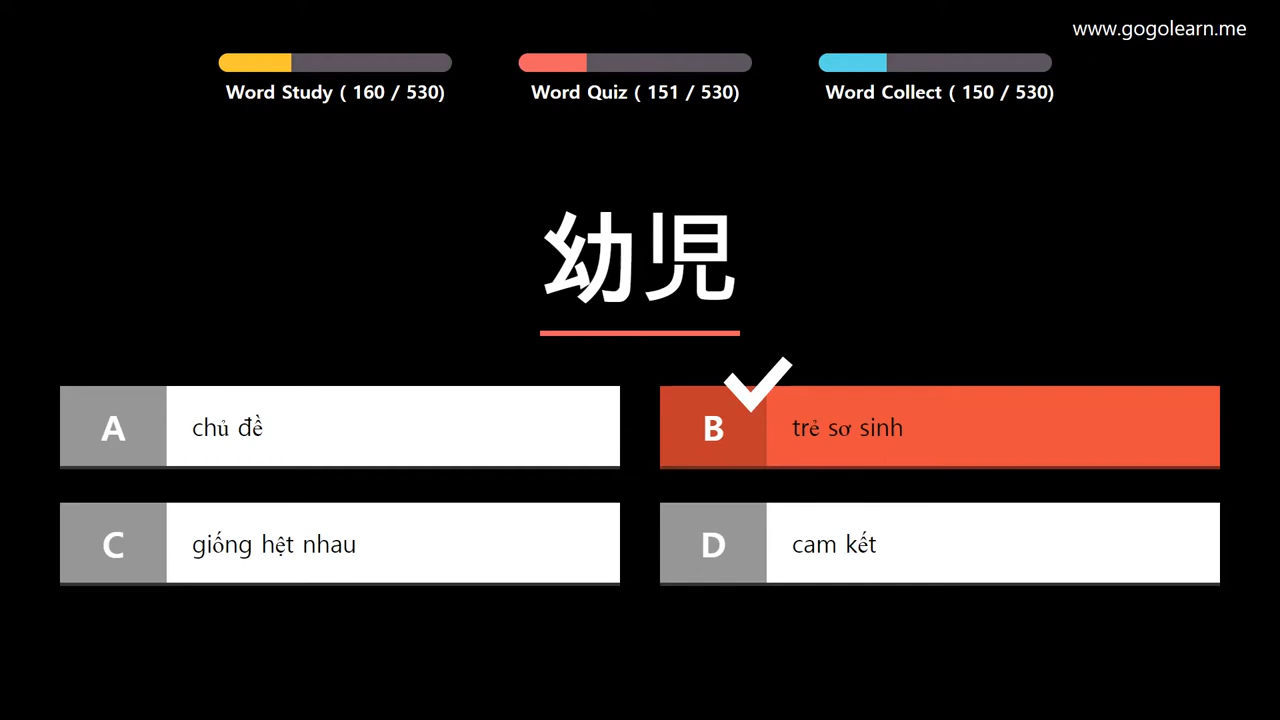 www.gogolearn.me
Word Study ( 160 / 530)
Word Quiz ( 151 / 530)
Word Collect ( 150 / 530)
幼児
A chủ đề
B trẻ sơ sinh
C giống hệt nhau
D cam kết